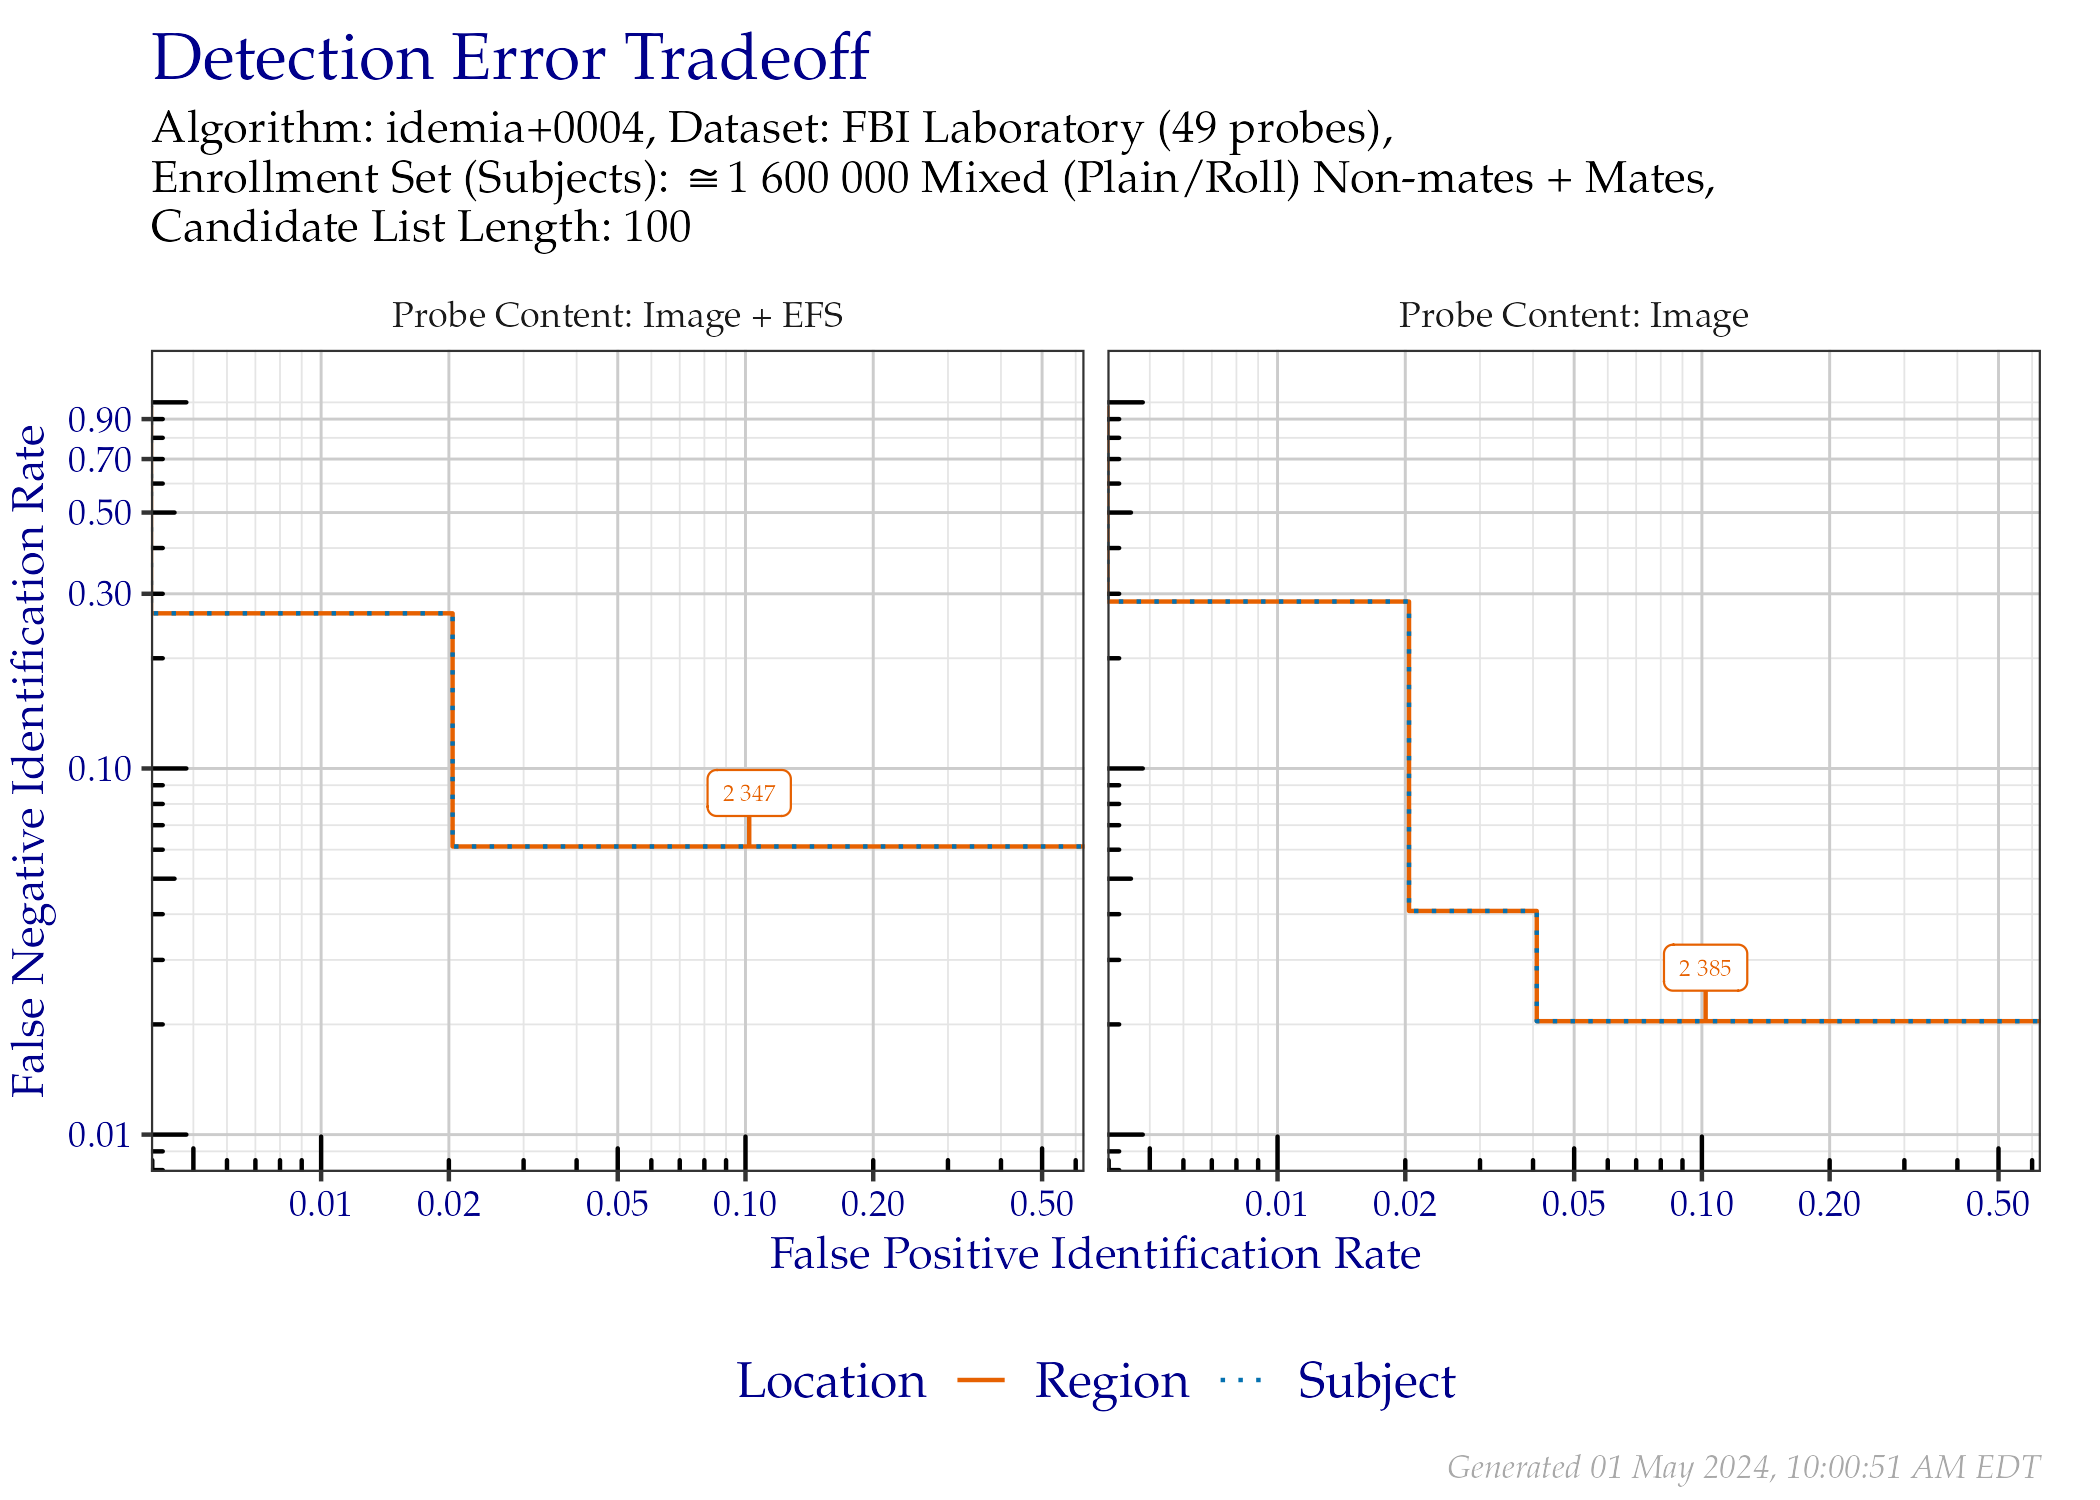 Detection Error Tradeoff
Algorithm: idemia+0004, Dataset: FBI Laboratory (49 probes),
Enrollment Set (Subjects): ≅1 600 000 Mixed (Plain/Roll) Non-mates + Mates,
Candidate List Length: 100
Probe Content: Image + EFS
Probe Content: Image
False Negative Identification Rate
0.90
0.70
0.50
0.30
0.10
0.01
2 347
2 385
0.01 0.02 0.05 0.10 0.20 0.50
0.01 0.02 0.05 0.10 0.20 0.50
False Positive Identification Rate
Location Region Subject
Generated 01 May 2024, 10:00:51 AM EDT